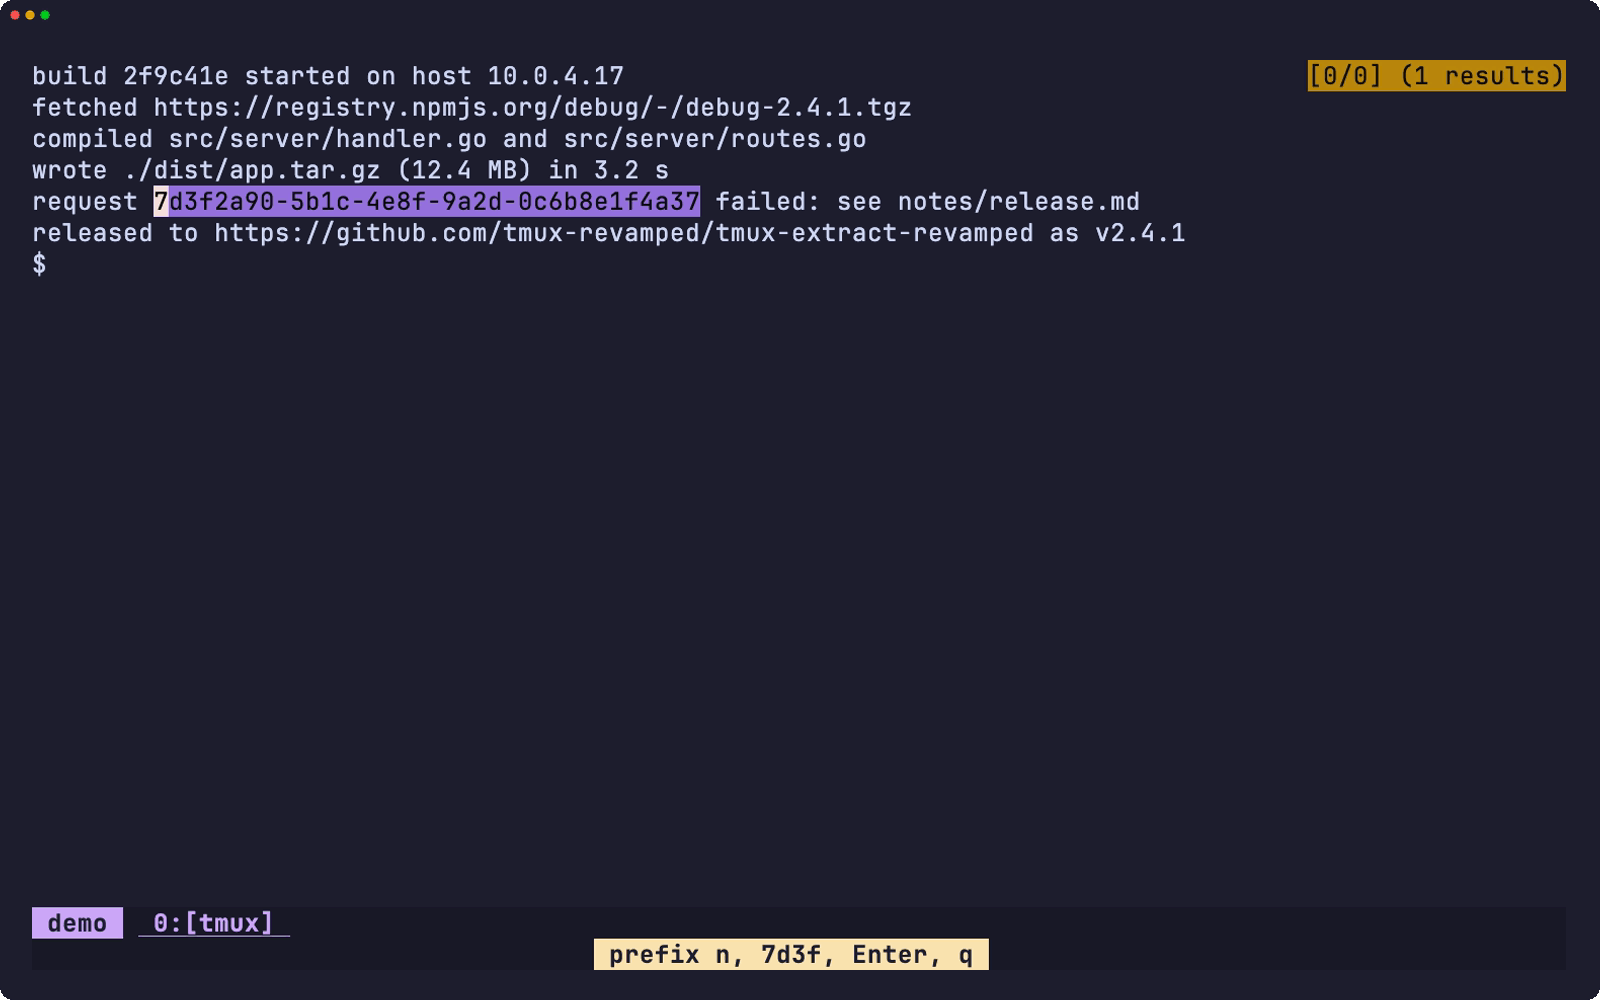 build 2f9c41e started on host 10.0.4.17 [0/0] (1 results)
fetched https://registry.npmjs.org/debug/-/debug-2.4.1.tgz
compiled src/server/handler.go and src/server/routes.go
wrote ./dist/app.tar.gz (12.4 MB) in 3.2 s
request 7d3f2a90-5b1c-4e8f-9a2d-0c6b8e1f4a37 failed: see notes/release.md
released to https://github.com/tmux-revamped/tmux-extract-revamped as v2.4.1
$
demo 0:[tmux]
prefix n, 7d3f, Enter, q